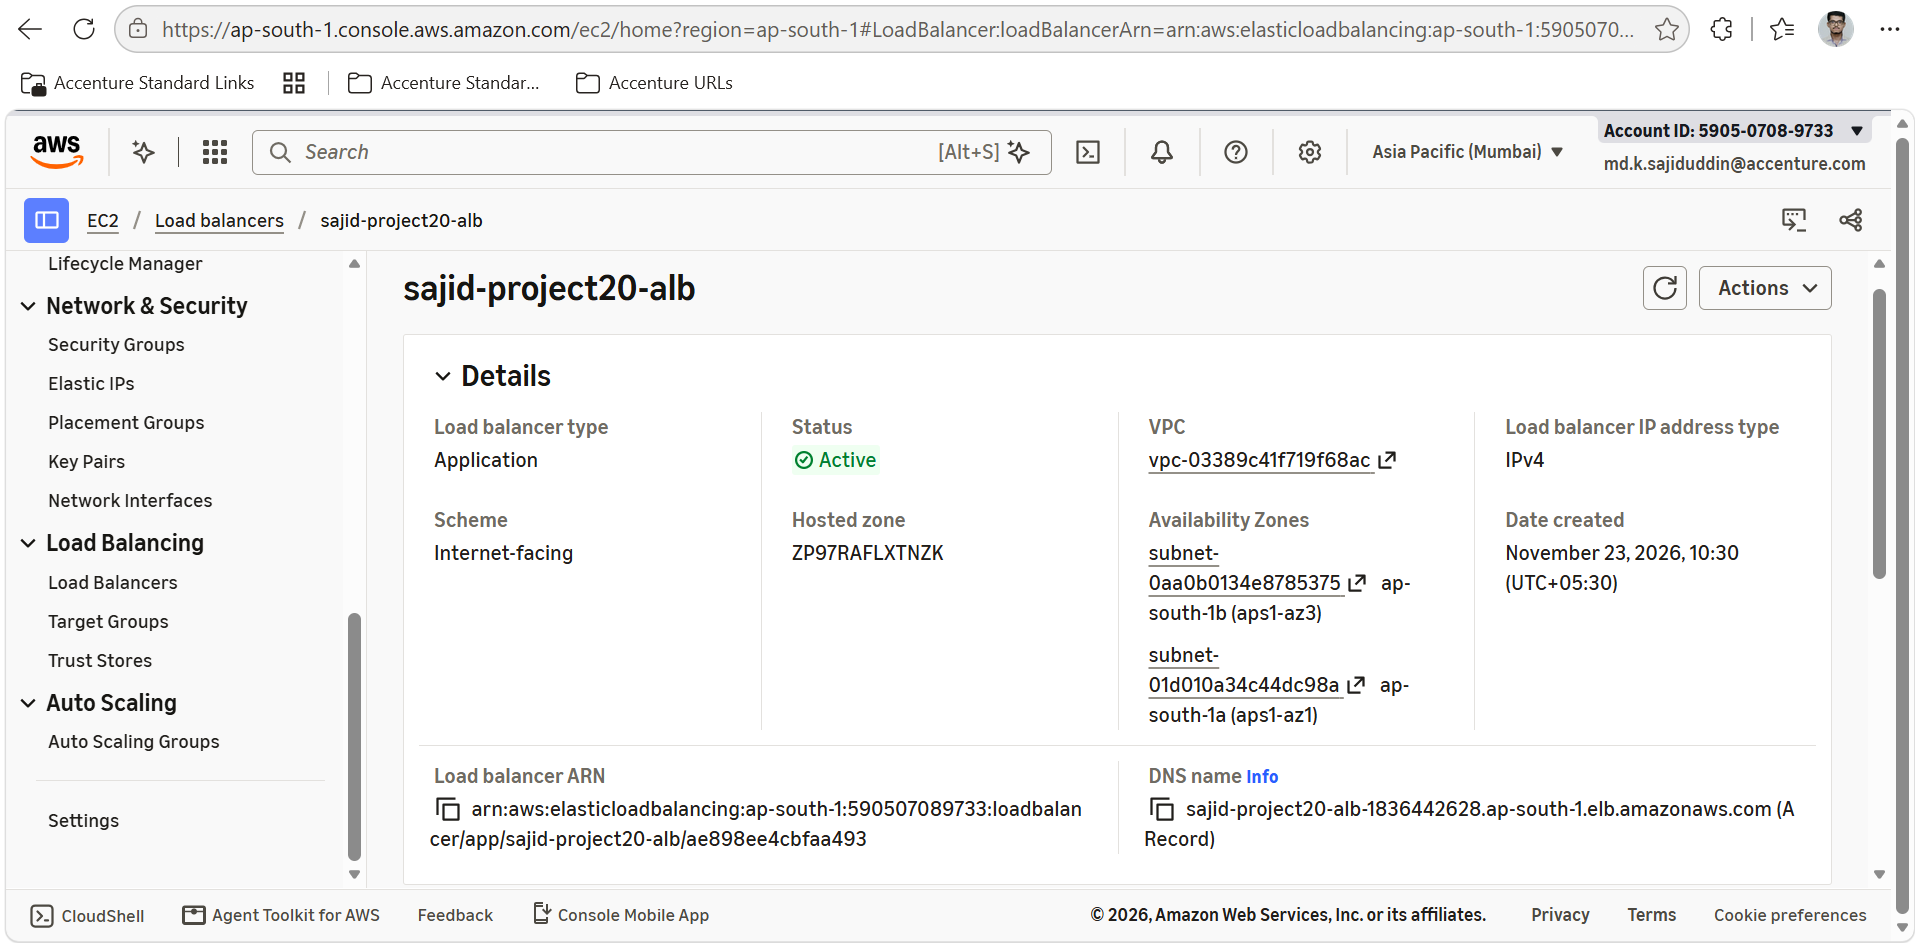 https://ap-south-1.console.aws.amazon.com/ec2/home?region=ap-south-1#LoadBalancer:loadBalancerArn=arn:aws:elasticloadbalancing:ap-south-1:5905070...
Accenture Standard Links
Accenture Standar...
Accenture URLs
aws
Search
[Alt+S]
Asia Pacific (Mumbai)
Account ID: 5905-0708-9733
md.k.sajiduddin@accenture.com
EC2 / Load balancers / sajid-project20-alb
Lifecycle Manager
Network & Security
Security Groups
Elastic IPs
Placement Groups
Key Pairs
Network Interfaces
Load Balancing
Load Balancers
Target Groups
Trust Stores
Auto Scaling
Auto Scaling Groups
Settings
sajid-project20-alb
Actions
Details
Load balancer type
Application
Status
Active
VPC
vpc-03389c41f719f68ac
Load balancer IP address type
IPv4
Scheme
Internet-facing
Hosted zone
ZP97RAFLXTNZK
Availability Zones
subnet-
0aa0b0134e8785375 ap-
south-1b (aps1-az3)
subnet-
01d010a34c44dc98a ap-
south-1a (aps1-az1)
Date created
November 23, 2026, 10:30
(UTC+05:30)
Load balancer ARN
arn:aws:elasticloadbalancing:ap-south-1:590507089733:loadbalan
cer/app/sajid-project20-alb/ae898ee4cbfaa493
DNS name Info
sajid-project20-alb-1836442628.ap-south-1.elb.amazonaws.com (A
Record)
CloudShell
Agent Toolkit for AWS
Feedback
Console Mobile App
© 2026, Amazon Web Services, Inc. or its affiliates.
Privacy
Terms
Cookie preferences